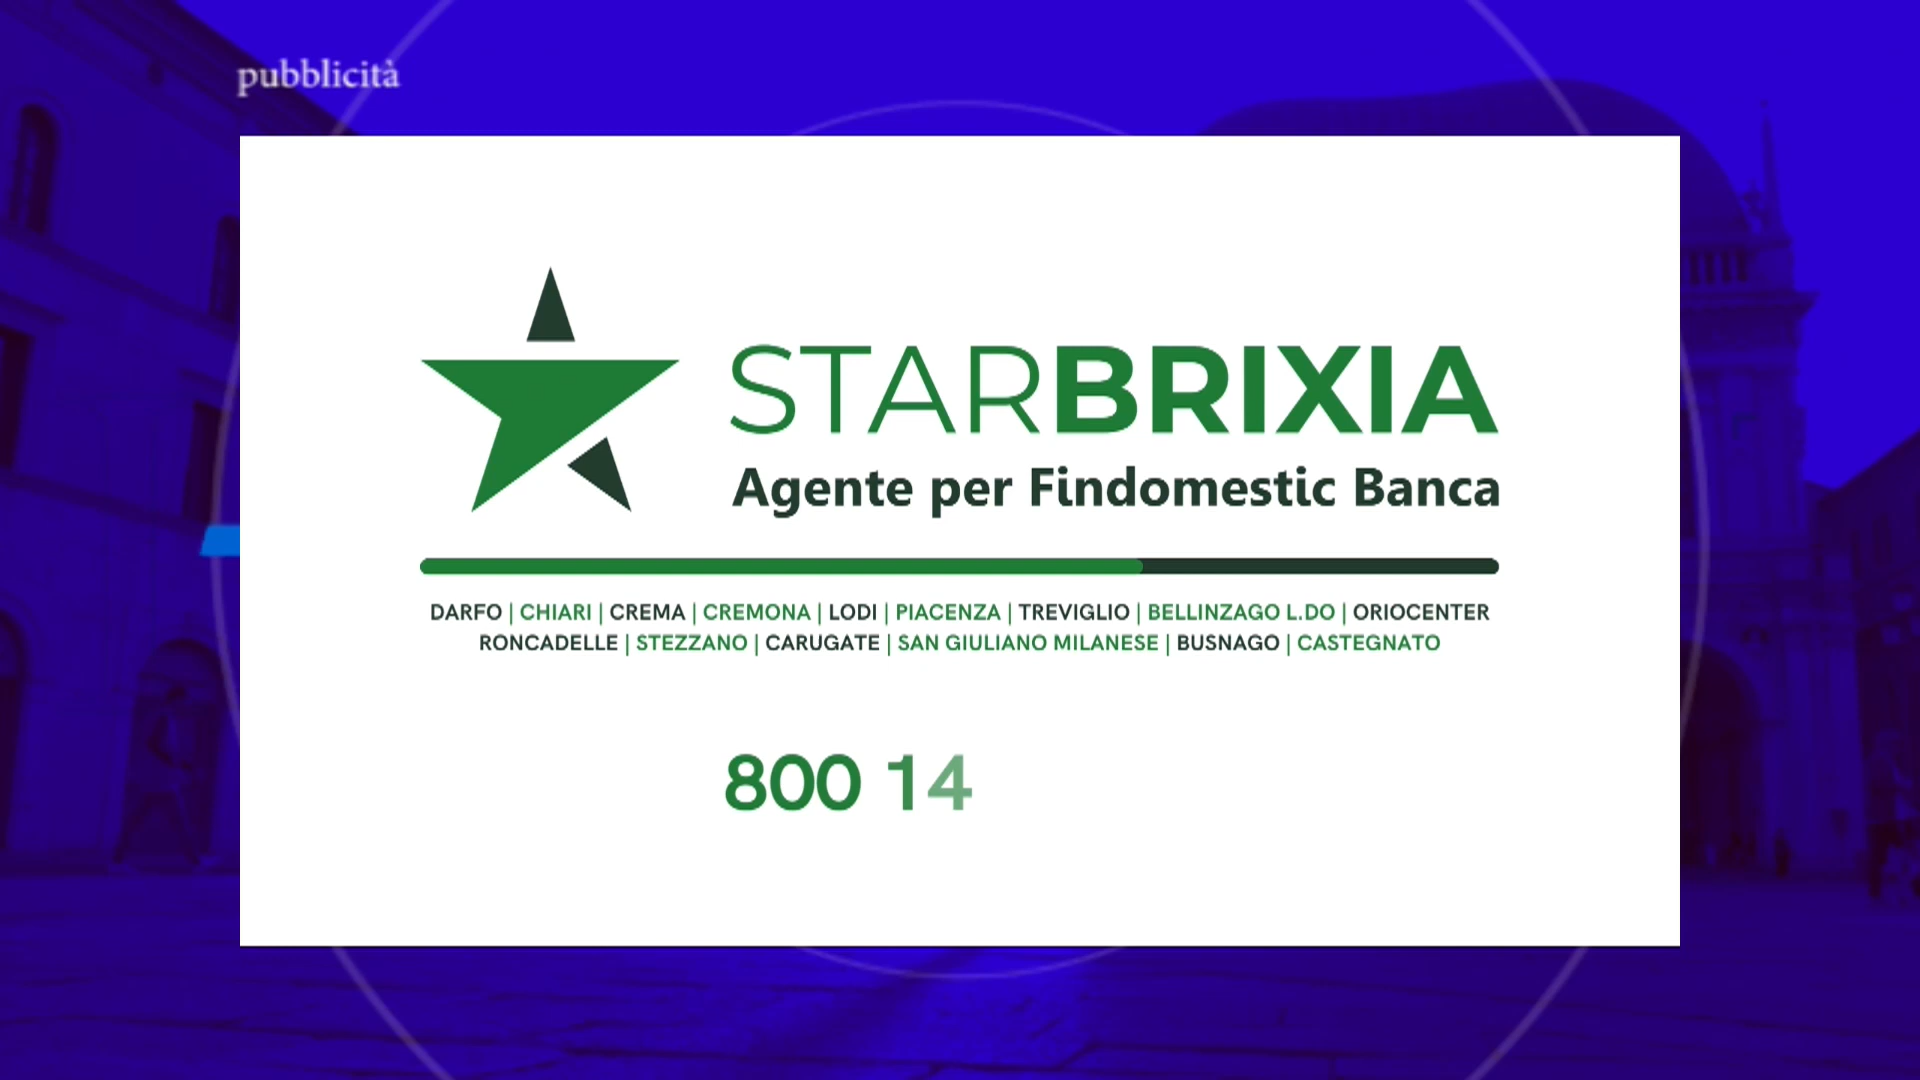 pubblicità
STARBRIXIA
Agente per Findomestic Banca
DARFO | CHIARI | CREMA | CREMONA | LODI | PIACENZA | TREVIGLIO | BELLINZAGO L.DO | ORIOCENTER
RONCADELLE | STEZZANO | CARUGATE | SAN GIULIANO MILANESE | BUSNAGO | CASTEGNATO
800 14